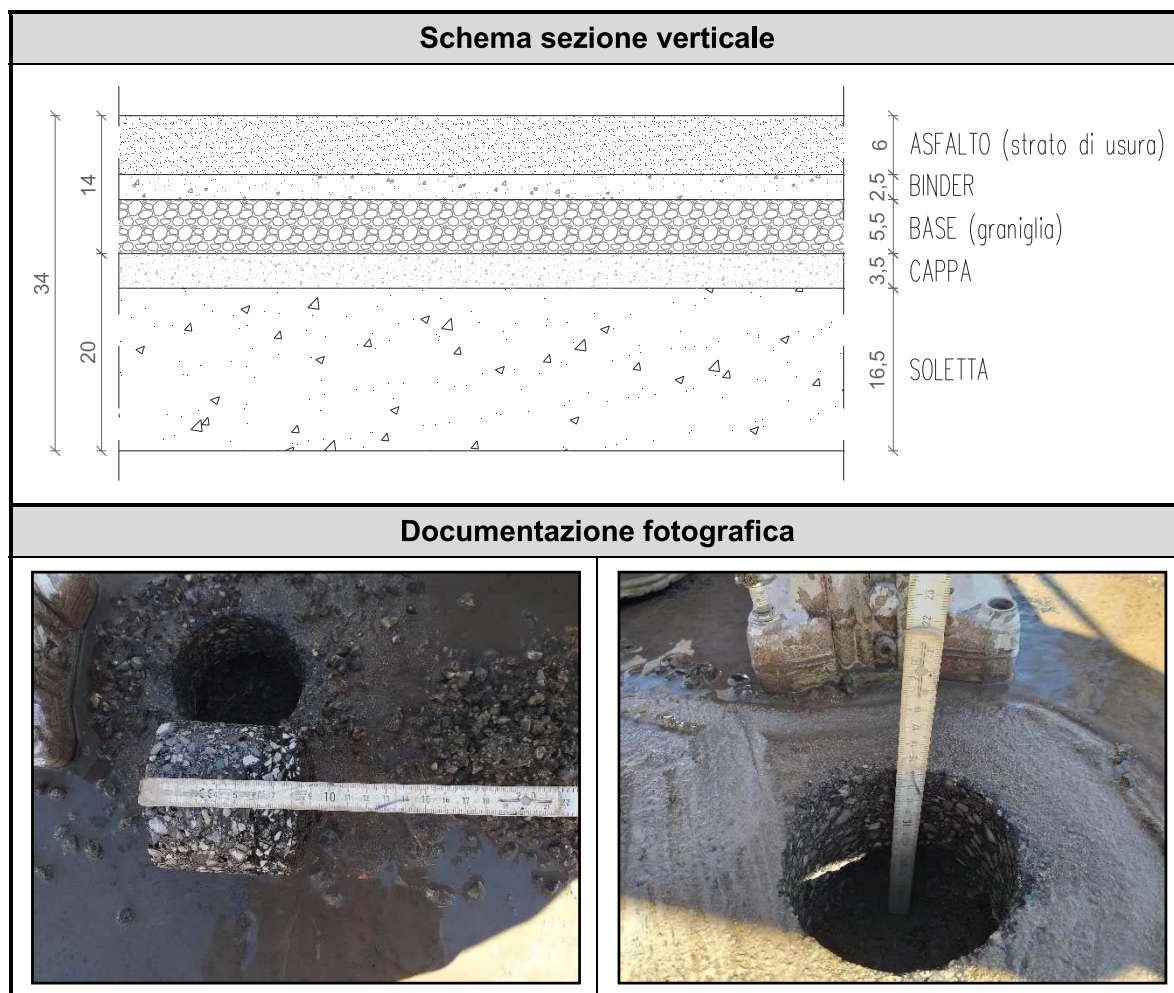 Schema sezione verticale
34
14
20
6
2,5
5,5
3,5
16,5
ASFALTO (strato di usura)
BINDER
BASE (graniglia)
CAPPA
SOLETTA
Documentazione fotografica
10